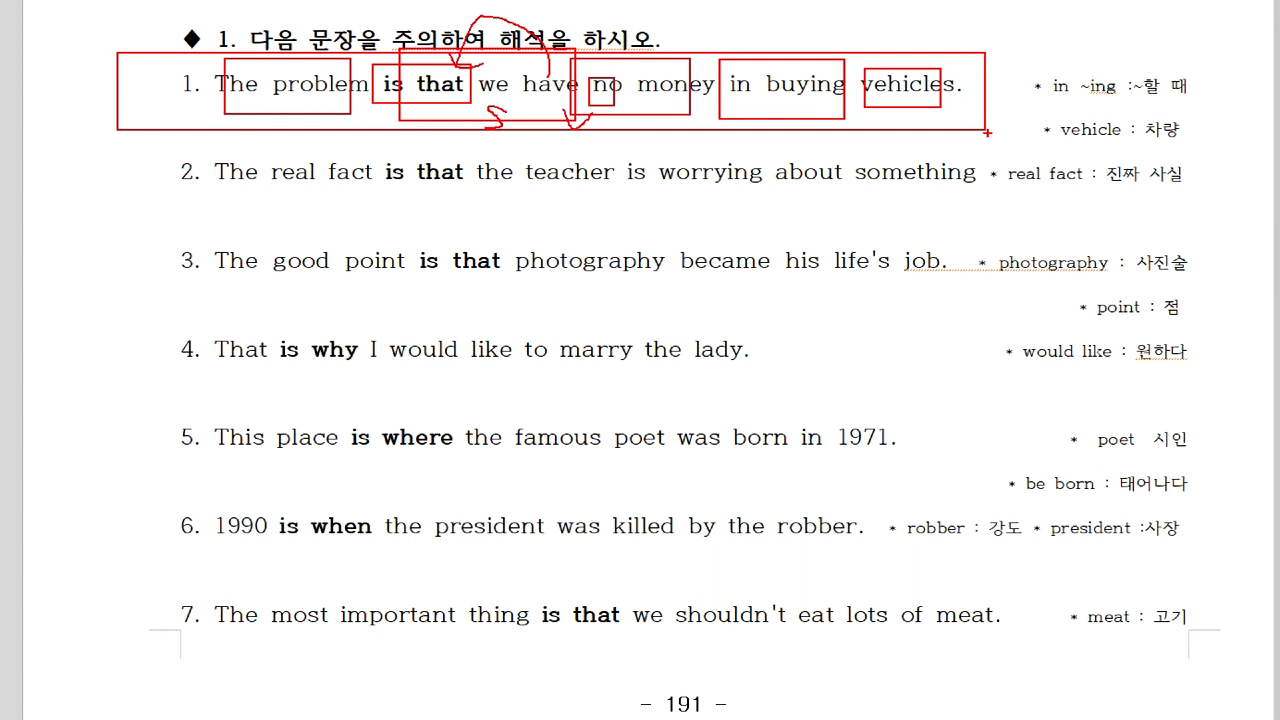 ◆ 1. 다음 문장을 주의하여 해석을 하시오.
1. The problem is that we have no money in buying vehicles. * in ~ing :~할 때
* vehicle : 차량
S
2. The real fact is that the teacher is worrying about something * real fact : 진짜 사실
3. The good point is that photography became his life's job. * photography : 사진술
* point : 점
4. That is why I would like to marry the lady. * would like : 원하다
5. This place is where the famous poet was born in 1971. * poet 시인
* be born : 태어나다
6. 1990 is when the president was killed by the robber. * robber : 강도 * president :사장
7. The most important thing is that we shouldn't eat lots of meat. * meat : 고기
- 191 -